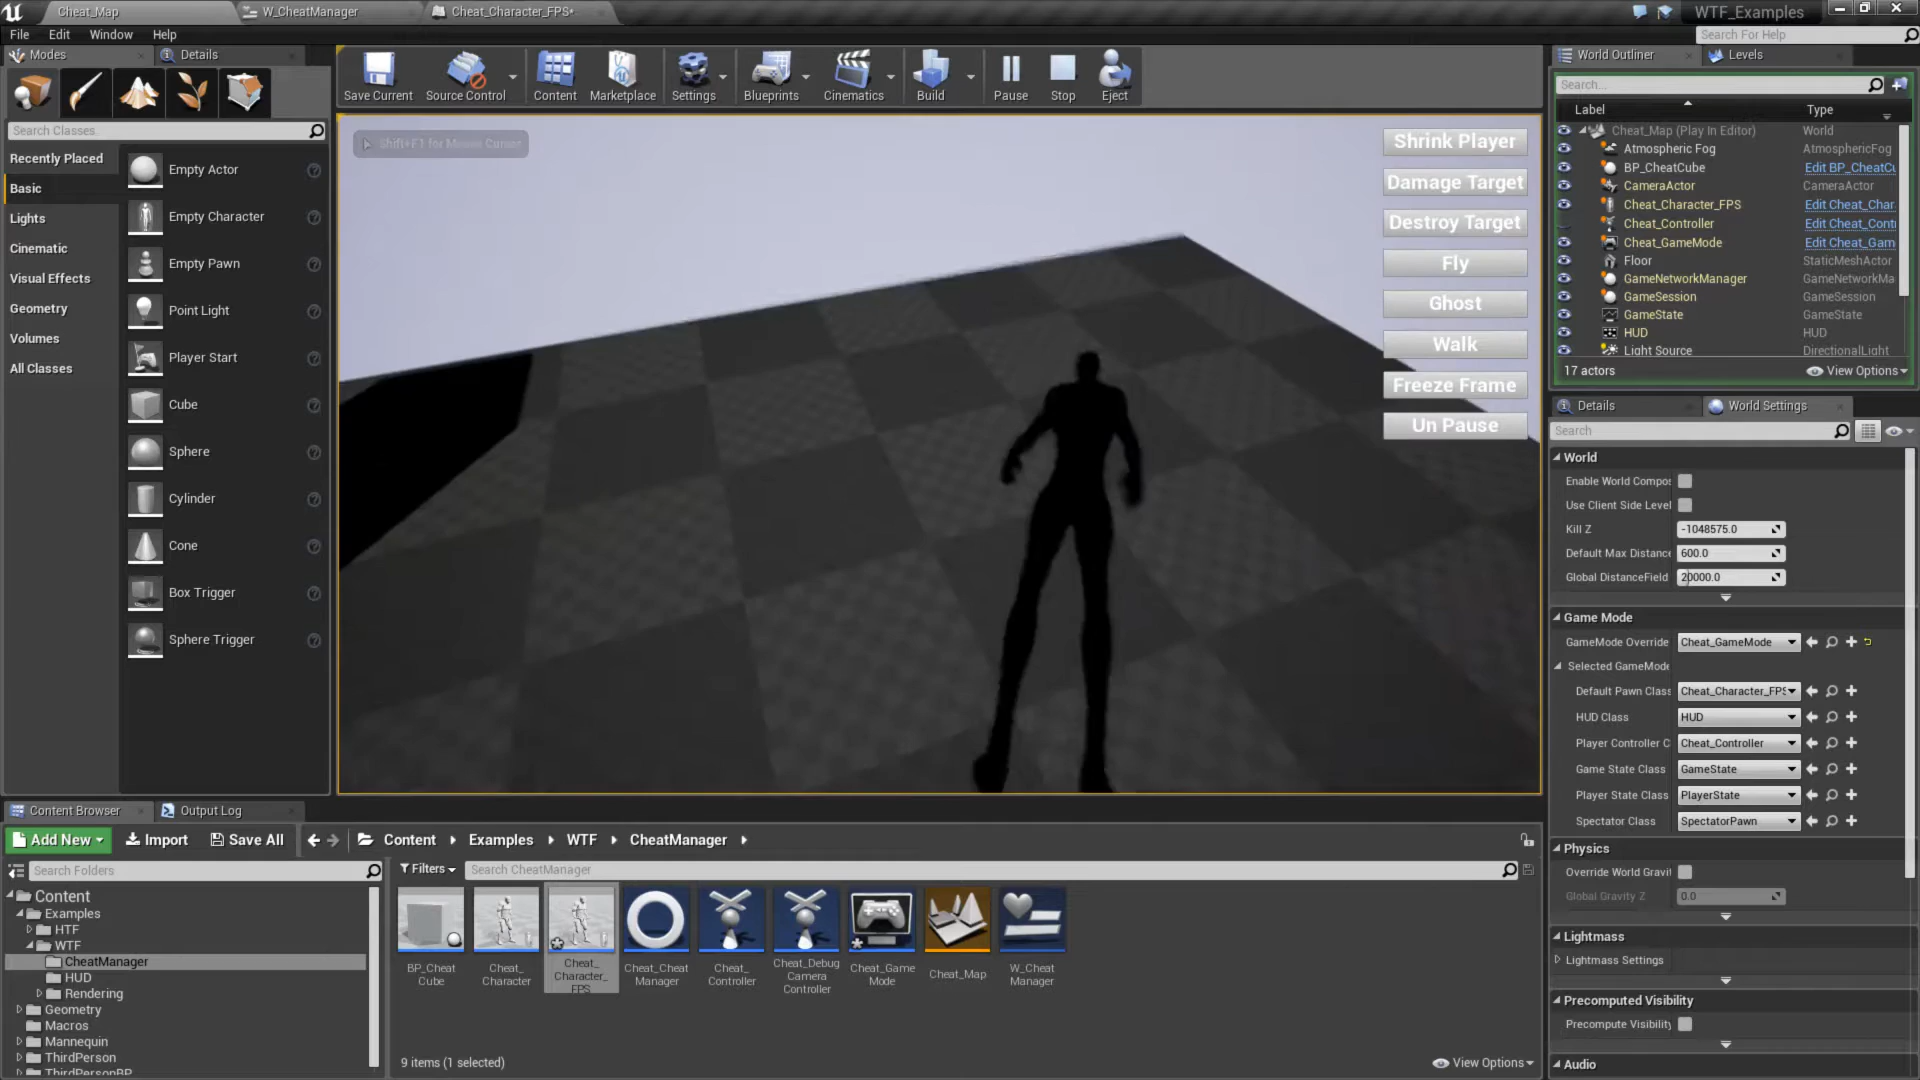 Cheat_Map
W_CheatManager
Cheat_Character_FPS*
WTF_Examples
File Edit Window Help
Search For Help
Modes
Details
Save Current
Source Control
Content
Marketplace
Settings
Blueprints
Cinematics
Build
Pause
Stop
Eject
World Outliner
Levels
Search Classes
Recently Placed
Basic
Lights
Cinematic
Visual Effects
Geometry
Volumes
All Classes
Empty Actor
Empty Character
Empty Pawn
Point Light
Player Start
Cube
Sphere
Cylinder
Cone
Box Trigger
Sphere Trigger
Shift+F1 for Mouse Cursor
Shrink Player
Damage Target
Destroy Target
Fly
Ghost
Walk
Freeze Frame
Un Pause
Search...
Label Type
Cheat_Map (Play In Editor) World
Atmospheric Fog AtmosphericFog
BP_CheatCube Edit BP_CheatCu
CameraActor CameraActor
Cheat_Character_FPS Edit Cheat_Char
Cheat_Controller Edit Cheat_Cont
Cheat_GameMode Edit Cheat_Gam
Floor StaticMeshActor
GameNetworkManager GameNetworkMa
GameSession GameSession
GameState GameState
HUD HUD
Light Source DirectionalLight
17 actors View Options
Details
World Settings
Search
World
Enable World Compos
Use Client Side Level
Kill Z -1048575.0
Default Max Distance 600.0
Global DistanceField 20000.0
Game Mode
GameMode Override Cheat_GameMode
Selected GameMode
Default Pawn Class Cheat_Character_FPS
HUD Class HUD
Player Controller C Cheat_Controller
Game State Class GameState
Player State Class PlayerState
Spectator Class SpectatorPawn
Physics
Override World Gravit
Global Gravity Z 0.0
Lightmass
Lightmass Settings
Precomputed Visibility
Precompute Visibility
Audio
Content Browser
Output Log
Add New Import Save All Content Examples WTF CheatManager
Search Folders
Filters
Search CheatManager
Content
Examples
HTF
WTF
CheatManager
HUD
Rendering
Geometry
Macros
Mannequin
ThirdPerson
ThirdPersonBP
BP_Cheat
Cube
Cheat_
Character
Cheat_
Character_
FPS
Cheat_Cheat
Manager
Cheat_
Controller
Cheat_Debug
Camera
Controller
Cheat_Game
Mode
Cheat_Map
W_Cheat
Manager
9 items (1 selected)
View Options